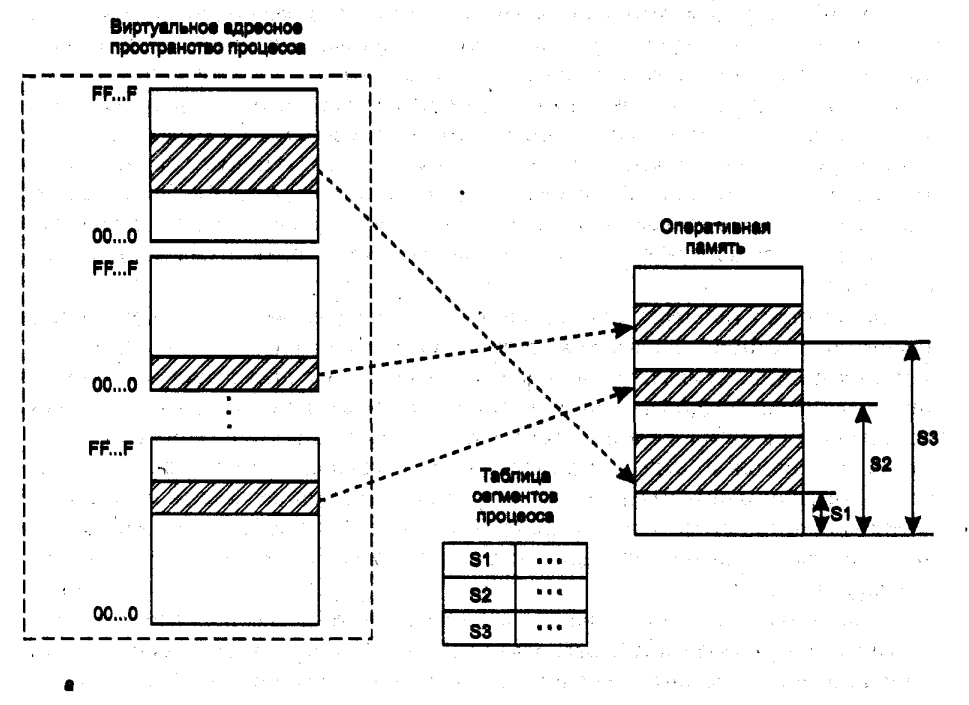 Виртуальное адресное
пространство процесса
FF...F
00...0
FF...F
00...0
FF...F
00...0
Оперативная
память
S1
S2
S3
Таблица
сегментов
процесса
S1 ...
S2 ...
S3 ...
а